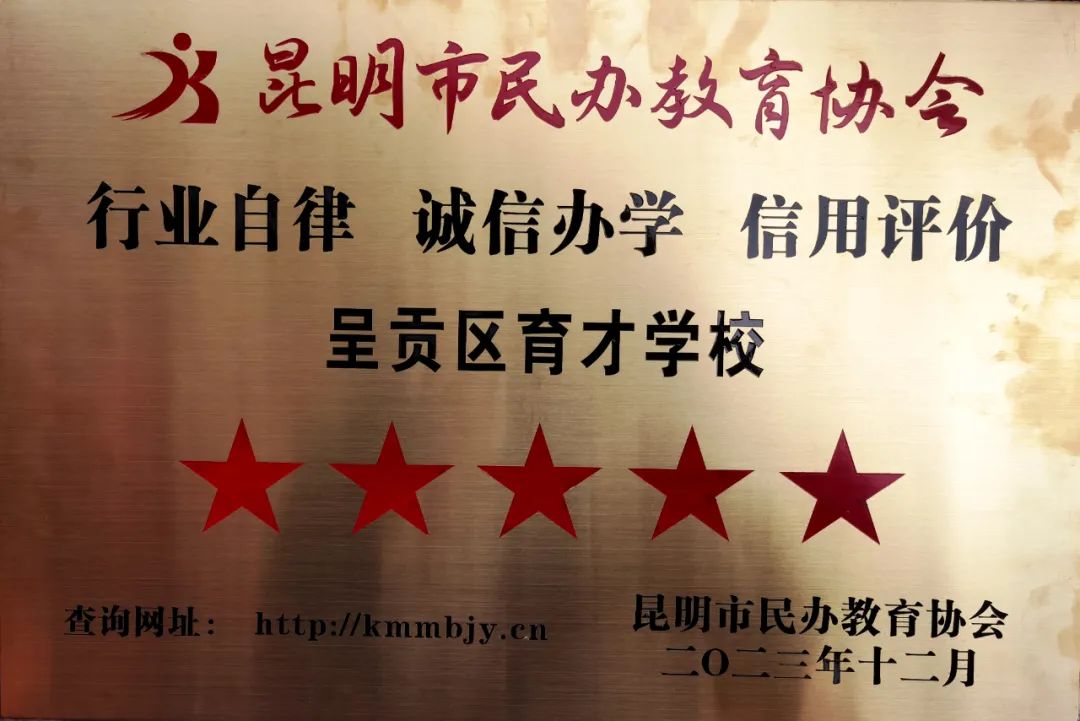 昆明市民办教育协会
行业自律 诚信办学 信用评价
呈贡区育才学校
查询网址： http://kmmbjy.cn
昆明市民办教育协会
二〇二三年十二月